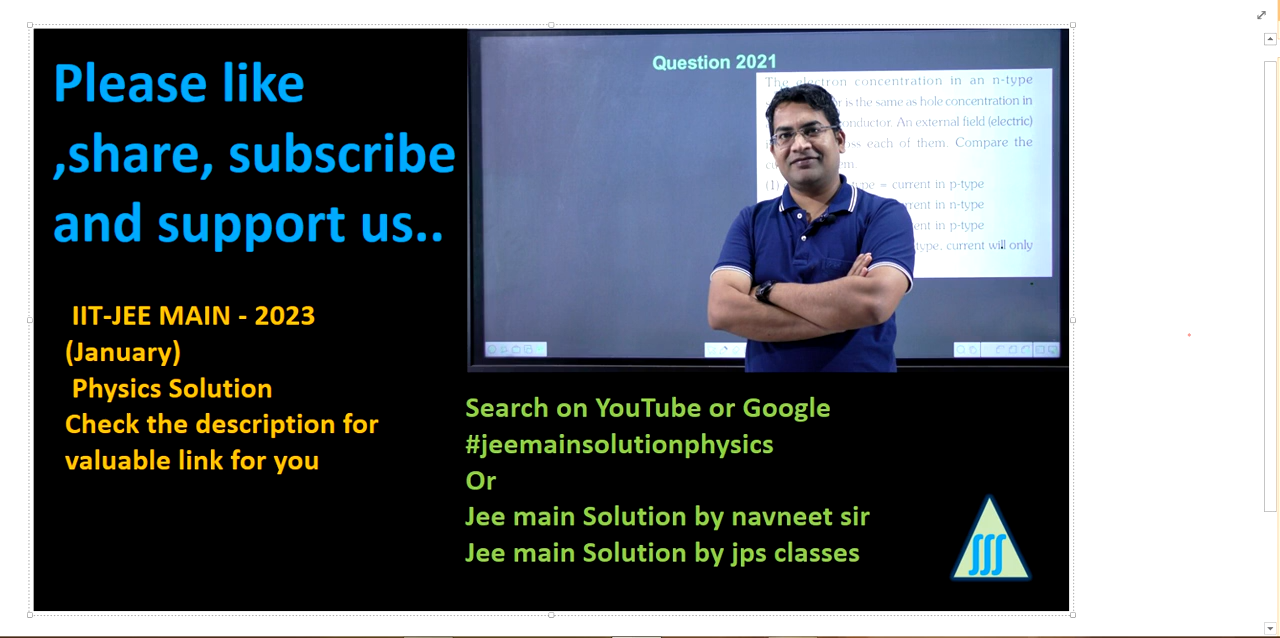 Please like
,share, subscribe
and support us..
IIT-JEE MAIN - 2023
(January)
Physics Solution
Check the description for
valuable link for you
Question 2021
The electron concentration in an n-type
is the same as hole concentration in
An external field (electric)
each of them. Compare the
(1)
= current in p-type
in n-type
in p-type
type, current will only
Search on YouTube or Google
#jeemainsolutionphysics
Or
Jee main Solution by navneet sir
Jee main Solution by jps classes
∫∫∫